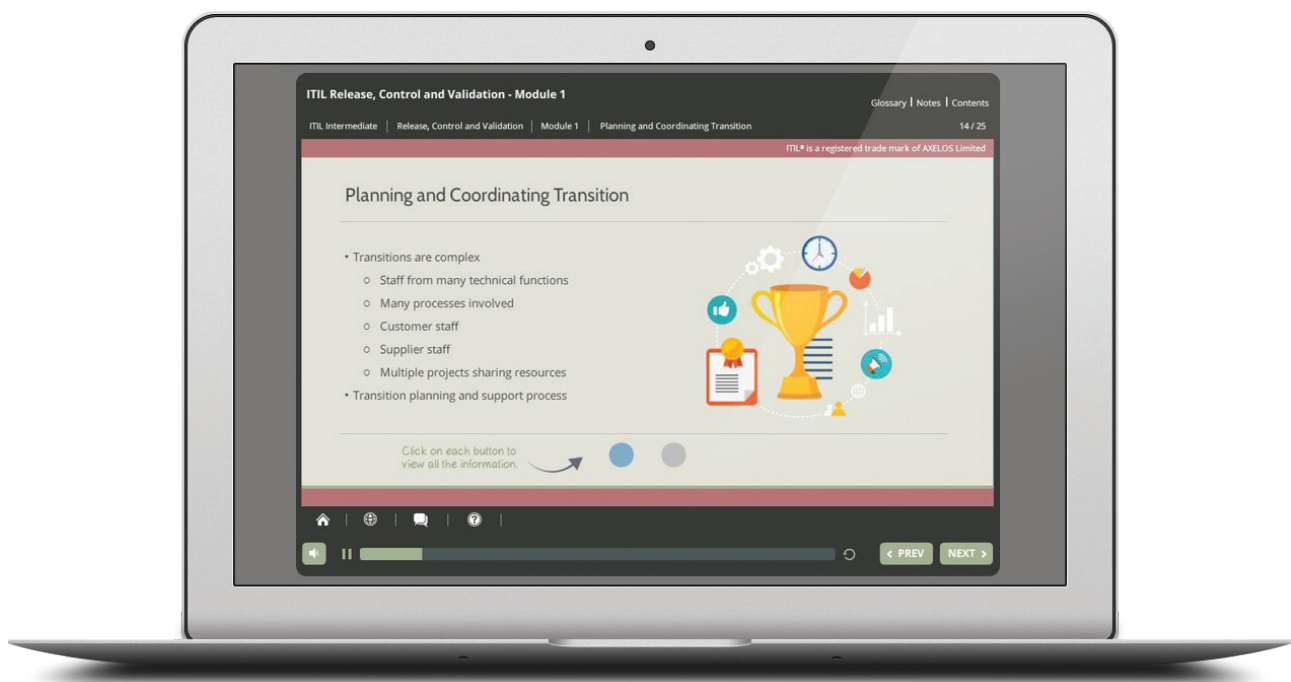 ITIL Release, Control and Validation - Module 1
Glossary | Notes | Contents
ITIL Intermediate | Release, Control and Validation | Module 1 | Planning and Coordinating Transition
14 / 25
ITIL® is a registered trade mark of AXELOS Limited
Planning and Coordinating Transition
• Transitions are complex
o Staff from many technical functions
o Many processes involved
o Customer staff
o Supplier staff
o Multiple projects sharing resources
• Transition planning and support process
Click on each button to
view all the information.
< PREV
NEXT >